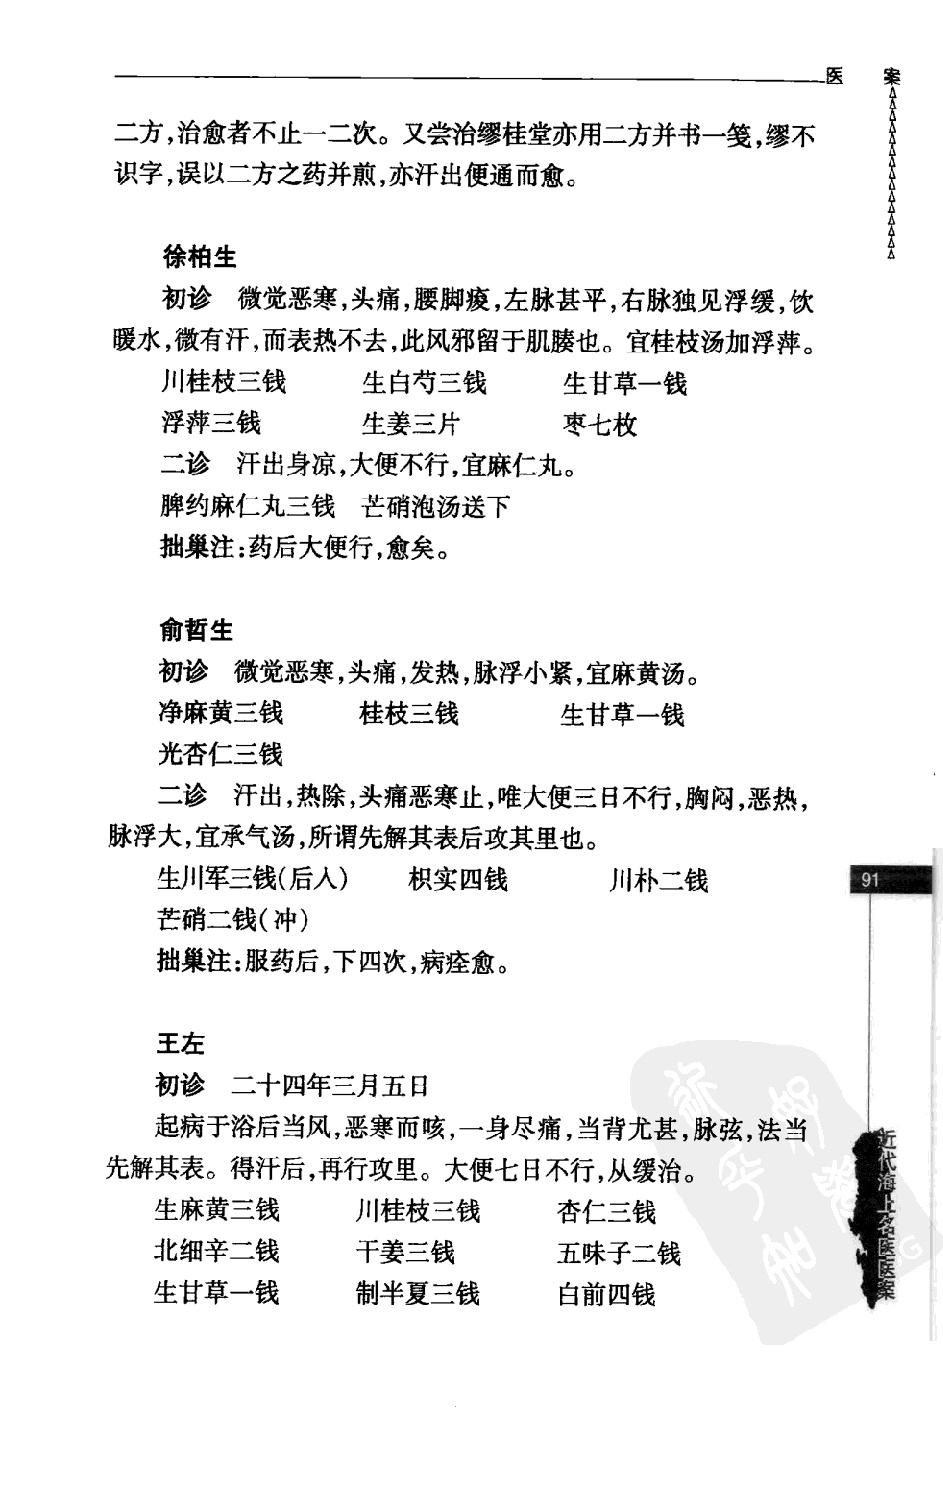 医案
二方,治愈者不止一二次。又尝治缪桂堂亦用二方并书一笺,缪不
识字,误以二方之药并煎,亦汗出便通而愈。
徐柏生
初诊 微觉恶寒,头痛,腰脚痠,左脉甚平,右脉独见浮缓,饮
暖水,微有汗,而表热不去,此风邪留于肌腠也。宜桂枝汤加浮萍。
川桂枝三钱 生白芍三钱 生甘草一钱
浮萍三钱 生姜三片 枣七枚
二诊 汗出身凉,大便不行,宜麻仁丸。
脾约麻仁丸三钱 芒硝泡汤送下
拙巢注:药后大便行,愈矣。
俞哲生
初诊 微觉恶寒,头痛,发热,脉浮小紧,宜麻黄汤。
净麻黄三钱 桂枝三钱 生甘草一钱
光杏仁三钱
二诊 汗出,热除,头痛恶寒止,唯大便三日不行,胸闷,恶热,
脉浮大,宜承气汤,所谓先解其表后攻其里也。
生川军三钱(后入) 枳实四钱 川朴二钱
芒硝二钱(冲)
拙巢注:服药后,下四次,病痊愈。
王左
初诊 二十四年三月五日
起病于浴后当风,恶寒而咳,一身尽痛,当背尤甚,脉弦,法当
先解其表。得汗后,再行攻里。大便七日不行,从缓治。
生麻黄三钱 川桂枝三钱 杏仁三钱
北细辛二钱 干姜三钱 五味子二钱
生甘草一钱 制半夏三钱 白前四钱
91
近代海上名医医案